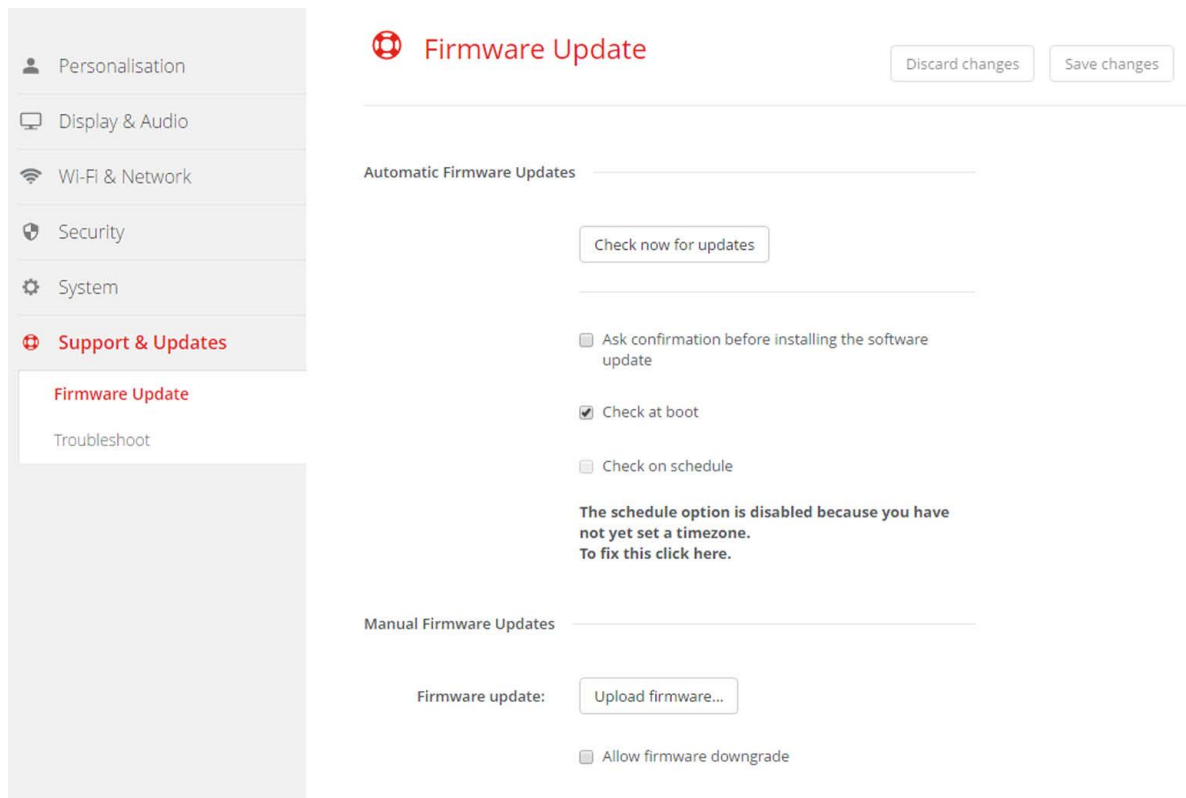 Personalisation
Display & Audio
Wi-Fi & Network
Security
System
Support & Updates
Firmware Update
Troubleshoot
Firmware Update
Discard changes
Save changes
Automatic Firmware Updates
Check now for updates
Ask confirmation before installing the software
update
Check at boot
Check on schedule
The schedule option is disabled because you have
not yet set a timezone.
To fix this click here.
Manual Firmware Updates
Firmware update:
Upload firmware...
Allow firmware downgrade